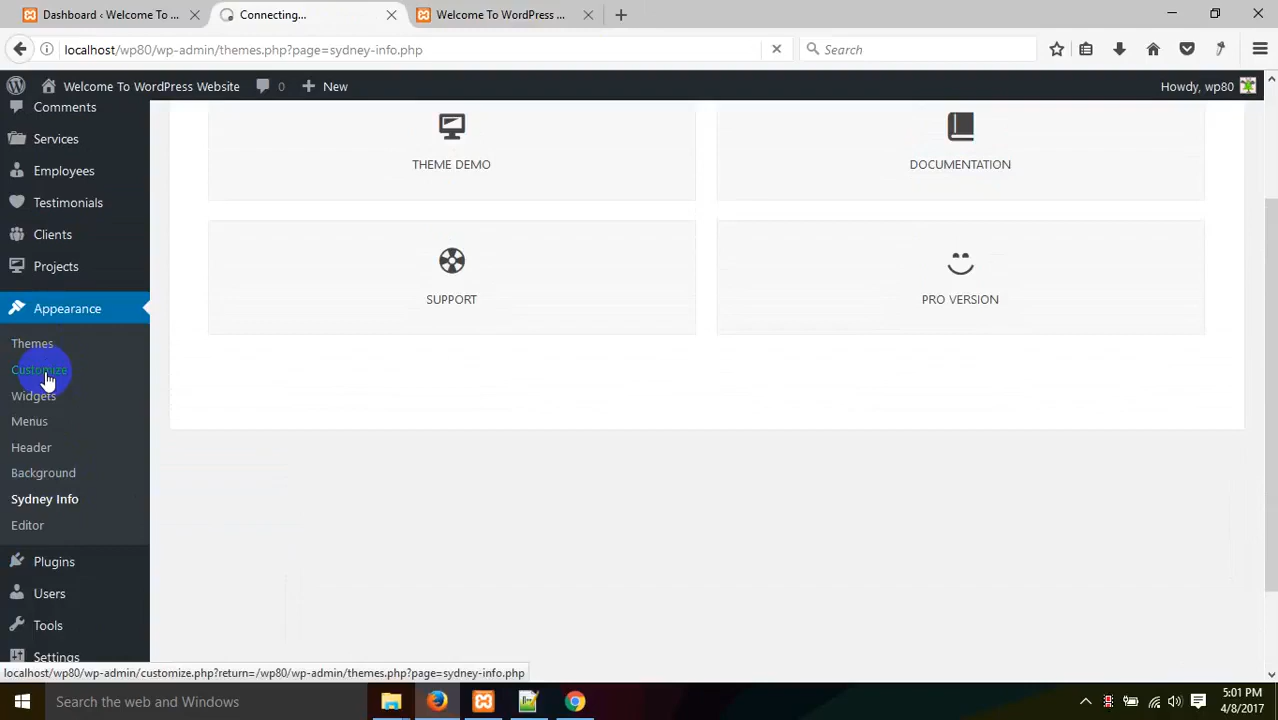 Dashboard ‹ Welcome To ...
Connecting...
Welcome To WordPress ...
localhost/wp80/wp-admin/themes.php?page=sydney-info.php
Search
Welcome To WordPress Website
0
New
Howdy, wp80
Comments
Services
Employees
Testimonials
Clients
Projects
Appearance
Themes
Customize
Widgets
Menus
Header
Background
Sydney Info
Editor
Plugins
Users
Tools
Settings
THEME DEMO
DOCUMENTATION
SUPPORT
PRO VERSION
localhost/wp80/wp-admin/customize.php?return=/wp80/wp-admin/themes.php?page=sydney-info.php
Search the web and Windows
5:01 PM
4/8/2017